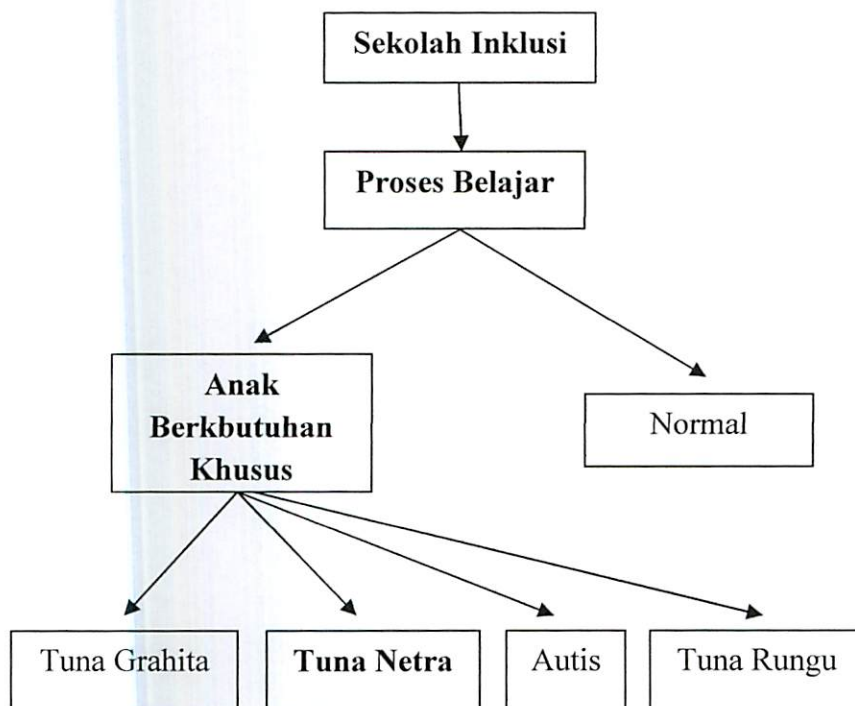 Sekolah Inklusi
Proses Belajar
Anak
Berkbutuhan
Khusus
Normal
Tuna Grahita
Tuna Netra
Autis
Tuna Rungu